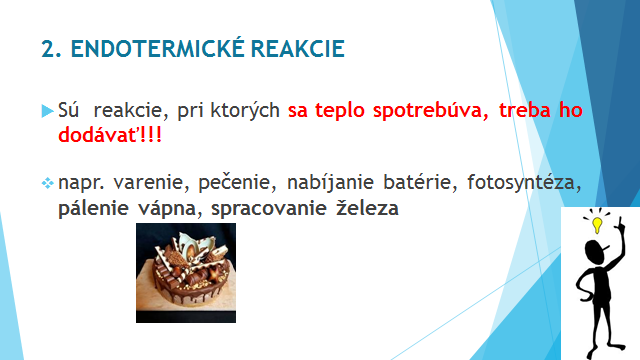 2. ENDOTERMICKÉ REAKCIE
Sú reakcie, pri ktorých sa teplo spotrebúva, treba ho
dodávať!!!
napr. varenie, pečenie, nabíjanie batérie, fotosyntéza,
pálenie vápna, spracovanie železa